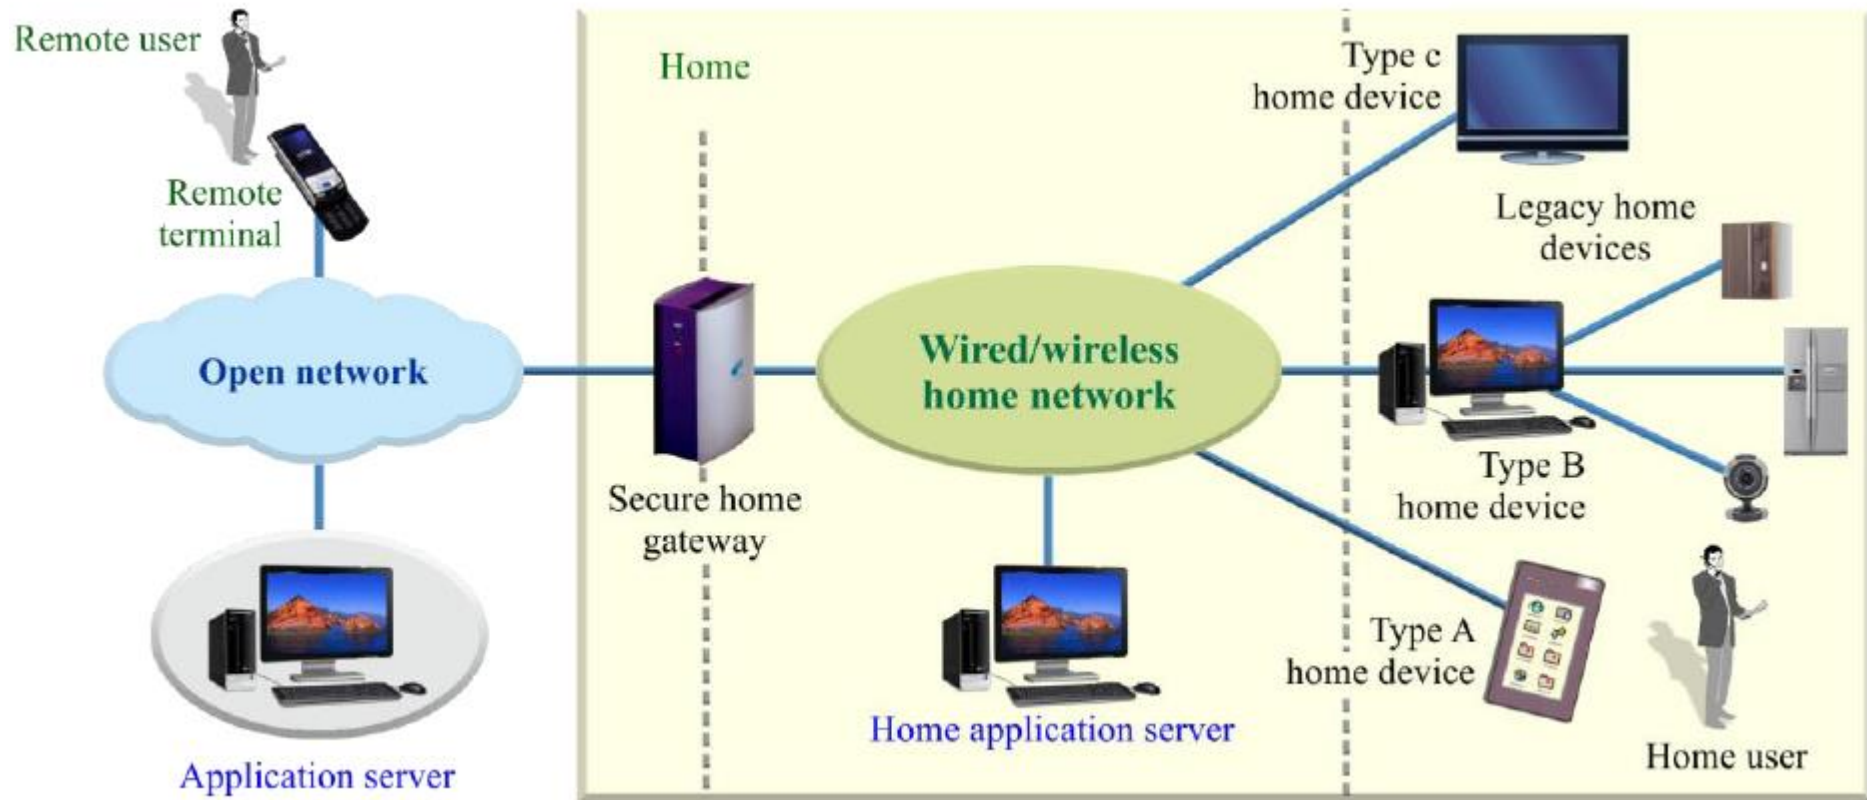 Remote user
Remote
terminal
Open network
Application server
Home
Secure home
gateway
Wired/wireless
home network
Home application server
Type c
home device
Legacy home
devices
Type B
home device
Type A
home device
Home user